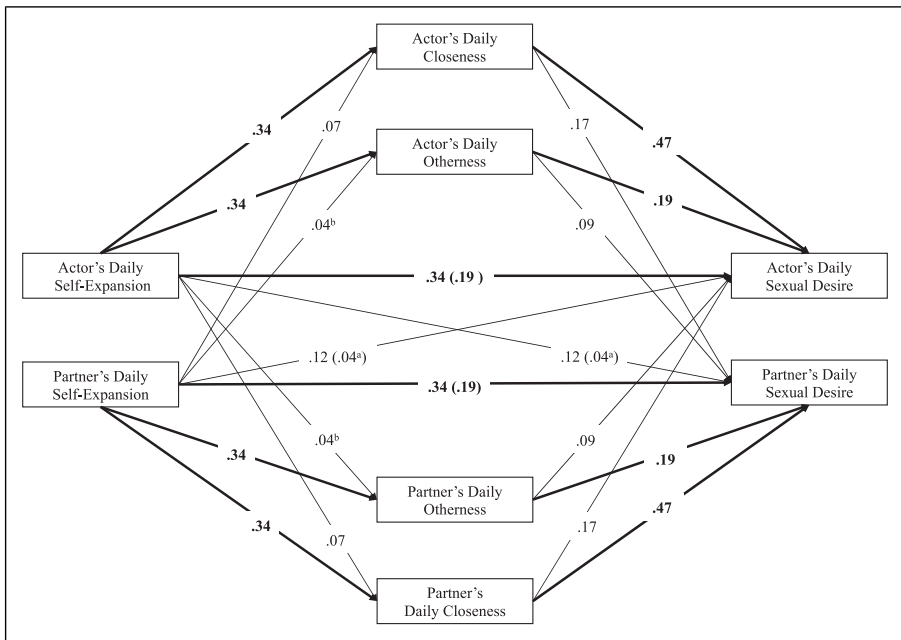 Actor's Daily
Closeness
.34
.07
.17
.47
Actor's Daily
Otherness
.34
.04ᵇ
.09
.19
Actor's Daily
Self-Expansion
.34 (.19 )
Actor's Daily
Sexual Desire
.12 (.04ᵃ)
.12 (.04ᵃ)
Partner's Daily
Self-Expansion
.34 (.19)
Partner's Daily
Sexual Desire
.34
.04ᵇ
.09
.19
Partner's Daily
Otherness
.34
.07
.17
.47
Partner's
Daily Closeness